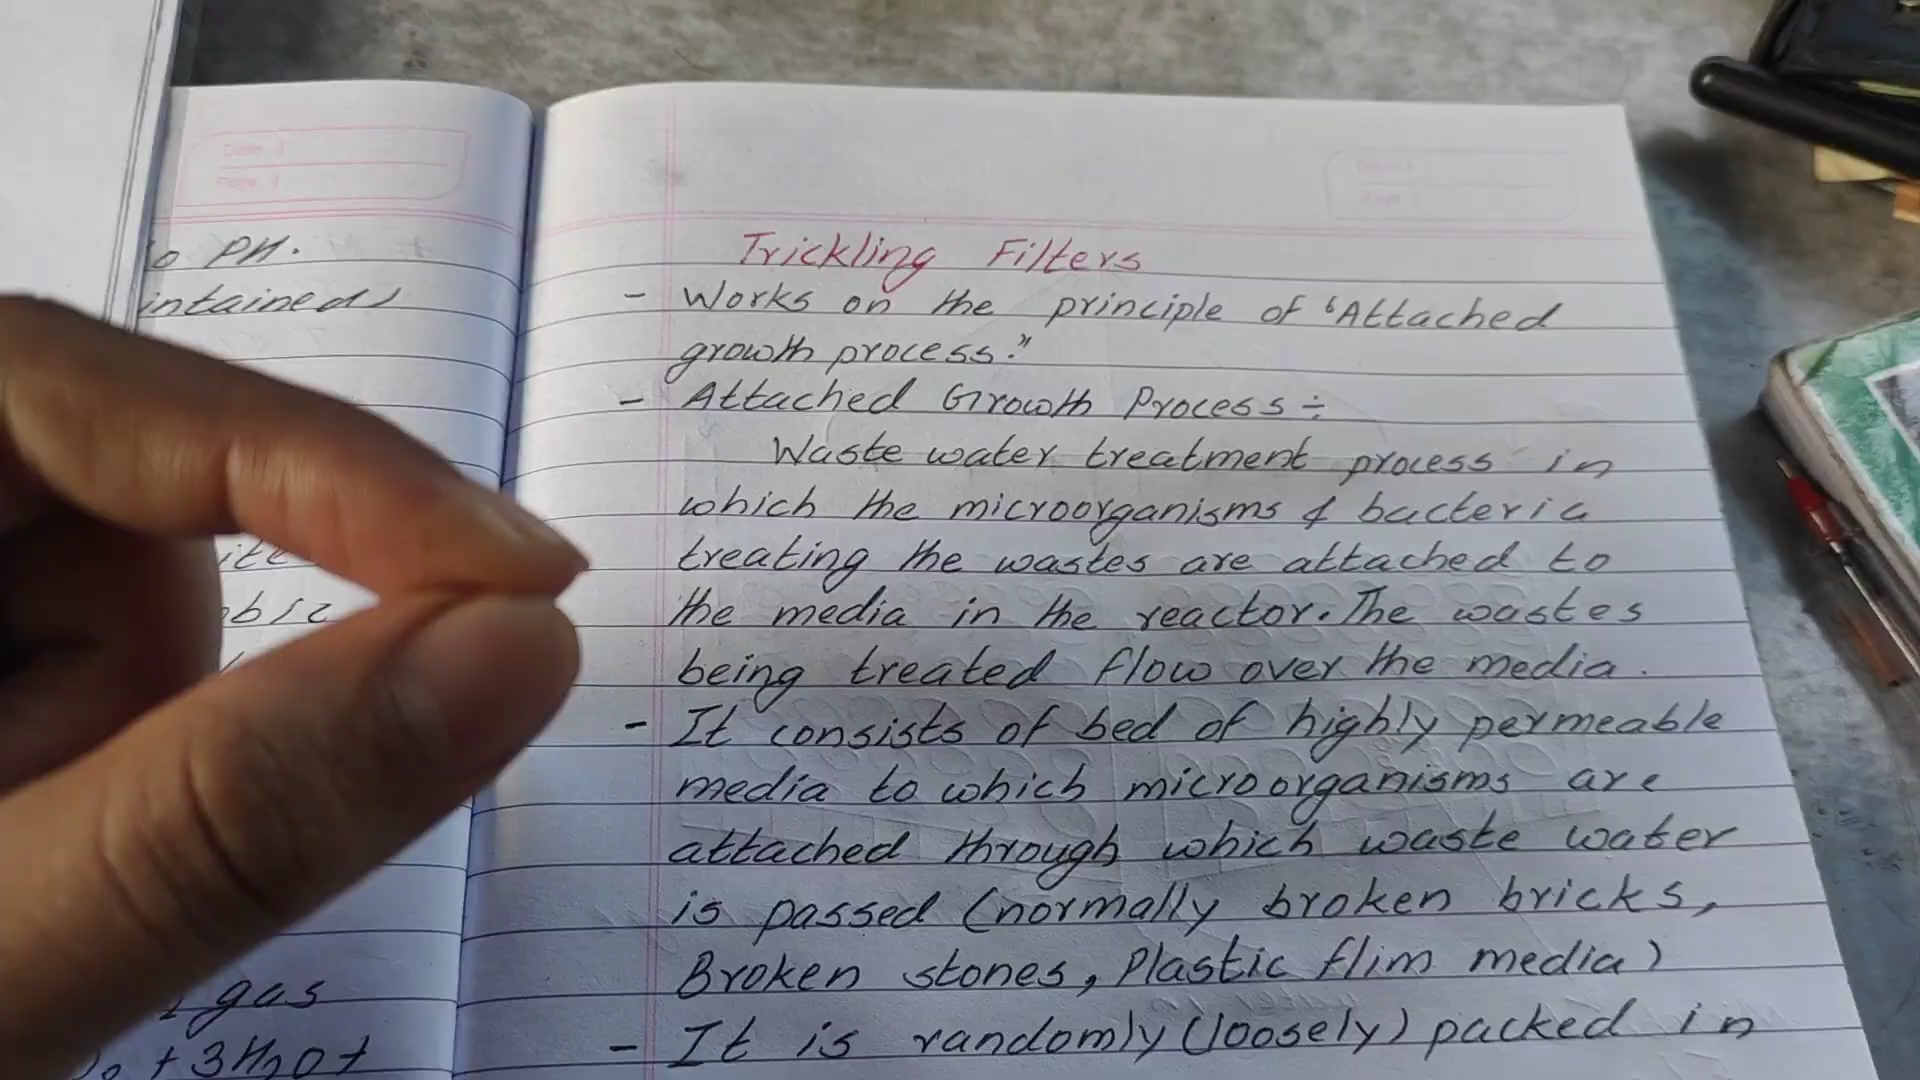 o PH.
intained
gas
+ 3H2O +
Trickling Filters
- Works on the principle of "Attached
growth process."
- Attached Growth Process ÷
Waste water treatment process in
which the microorganisms & bacteria
treating the wastes are attached to
the media in the reactor. The wastes
being treated flow over the media.
- It consists of bed of highly permeable
media to which microorganisms are
attached through which waste water
is passed (normally broken bricks,
Broken stones, Plastic flim media)
- It is randomly (loosely) packed in